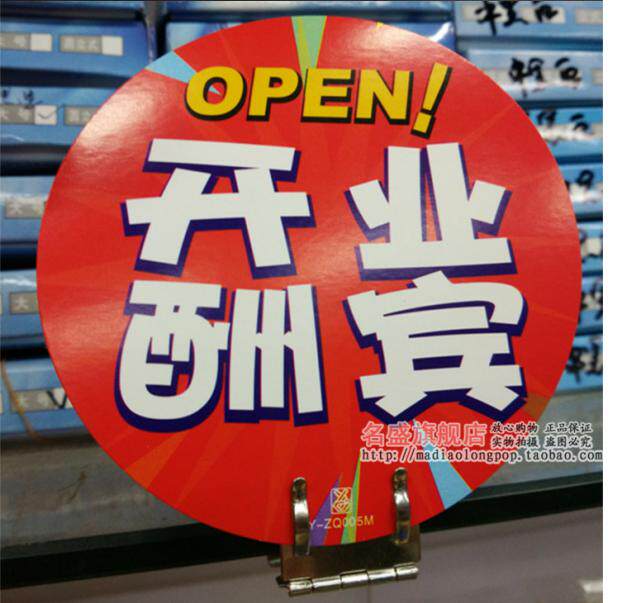 OPEN!
开业
酬宾
名盛旗舰店
放心购物 正品保证
实物拍摄 盗图必究
http://madiaolongpop.taobao.com
Y-ZQ005M